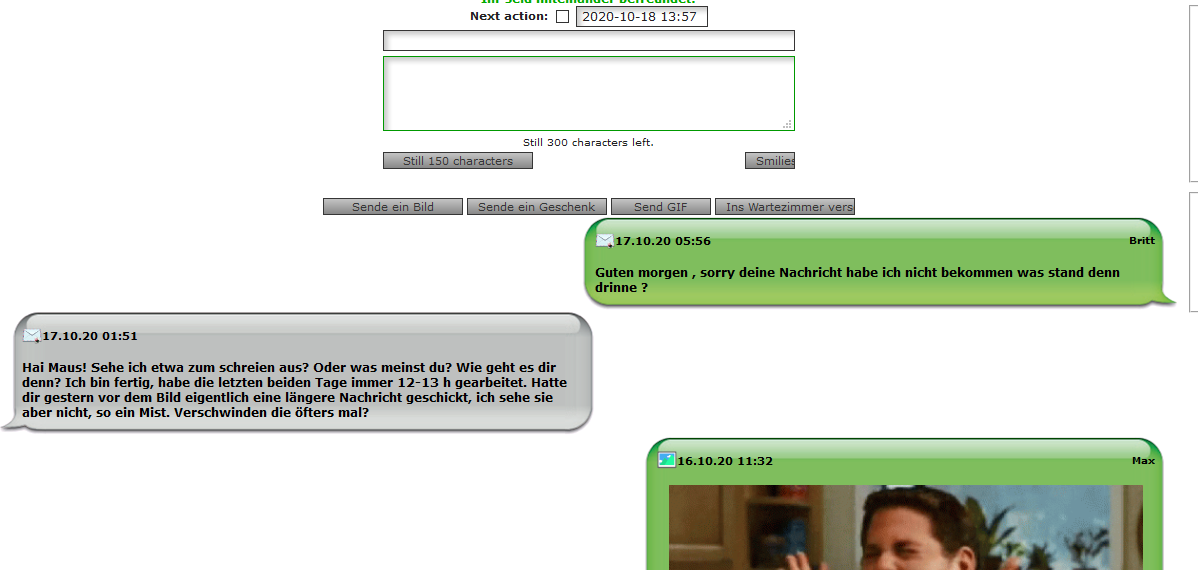 Ihr seid miteinander befreundet.
Next action: 2020-10-18 13:57
Still 300 characters left.
Still 150 characters Smilies
Sende ein Bild Sende ein Geschenk Send GIF Ins Wartezimmer vers
17.10.20 05:56 Britt
Guten morgen , sorry deine Nachricht habe ich nicht bekommen was stand denn
drinne ?
17.10.20 01:51
Hai Maus! Sehe ich etwa zum schreien aus? Oder was meinst du? Wie geht es dir
denn? Ich bin fertig, habe die letzten beiden Tage immer 12-13 h gearbeitet. Hatte
dir gestern vor dem Bild eigentlich eine längere Nachricht geschickt, ich sehe sie
aber nicht, so ein Mist. Verschwinden die öfters mal?
16.10.20 11:32 Max